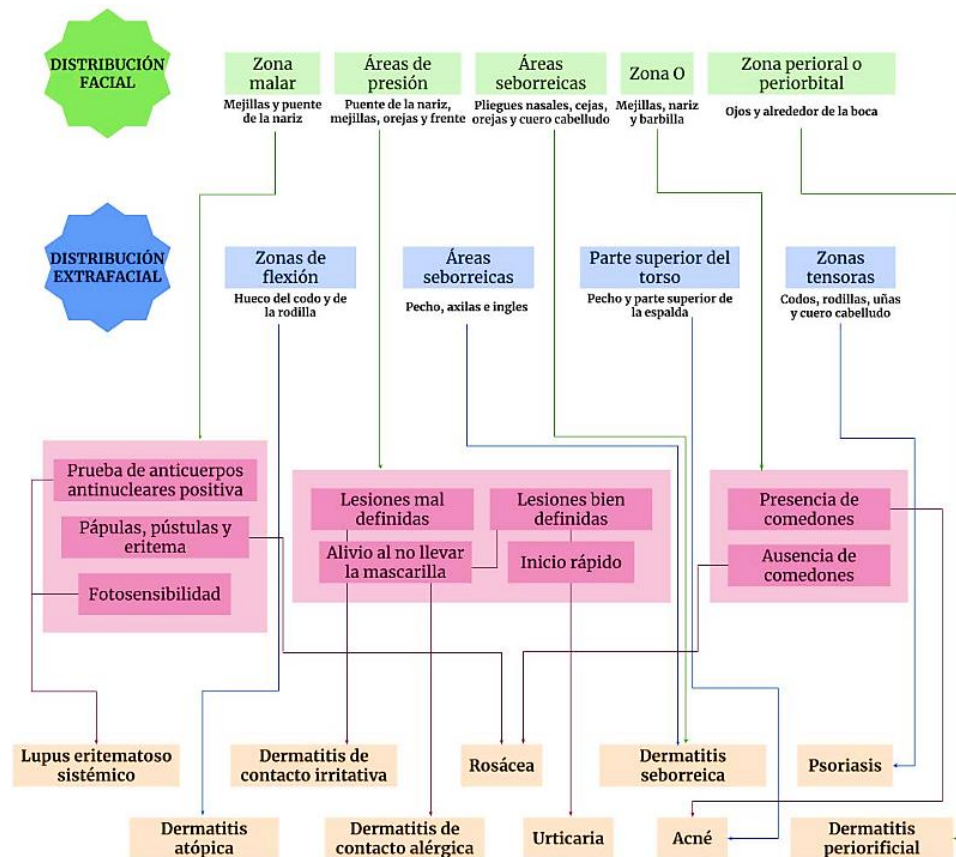 DISTRIBUCIÓN
FACIAL
Zona
malar
Mejillas y puente
de la nariz
Áreas de
presión
Puente de la nariz,
mejillas, orejas y frente
Áreas
seborreicas
Pliegues nasales, cejas,
orejas y cuero cabelludo
Zona O
Mejillas, nariz
y barbilla
Zona perioral o
periorbital
Ojos y alrededor de la boca
DISTRIBUCIÓN
EXTRAFACIAL
Zonas de
flexión
Hueco del codo y de
la rodilla
Áreas
seborreicas
Pecho, axilas e ingles
Parte superior del
torso
Pecho y parte superior de
la espalda
Zonas
tensoras
Codos, rodillas, uñas
y cuero cabelludo
Prueba de anticuerpos
antinucleares positiva
Pápulas, pústulas y
eritema
Fotosensibilidad
Lesiones mal
definidas
Lesiones bien
definidas
Alivio al no llevar
la mascarilla
Inicio rápido
Presencia de
comedones
Ausencia de
comedones
Lupus eritematoso
sistémico
Dermatitis de
contacto irritativa
Rosácea
Dermatitis
seborreica
Psoriasis
Dermatitis
atópica
Dermatitis de
contacto alérgica
Urticaria
Acné
Dermatitis
periorificial